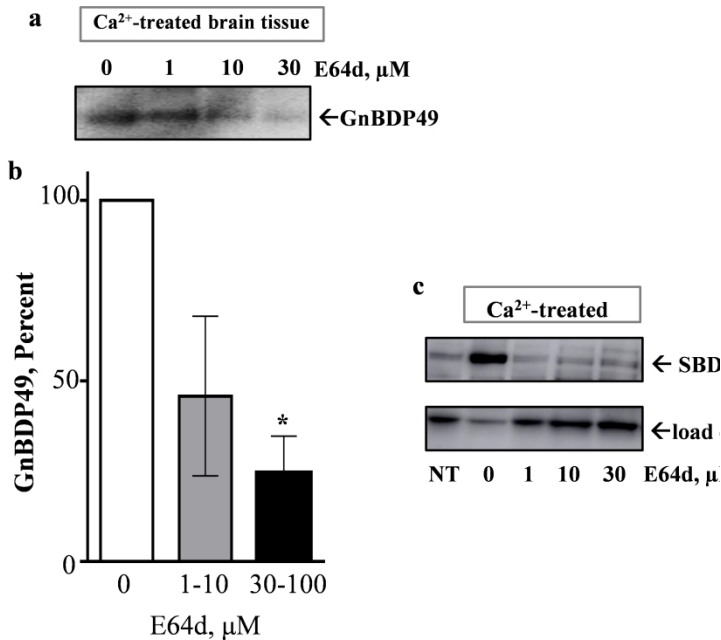 a
Ca²⁺-treated brain tissue
0 1 10 30 E64d, µM
←GnBDP49
b
GnBDP49, Percent
100
50
0
0 1-10 30-100
*
E64d, µM
c
Ca²⁺-treated
← SBD
←load
NT 0 1 10 30 E64d, µ